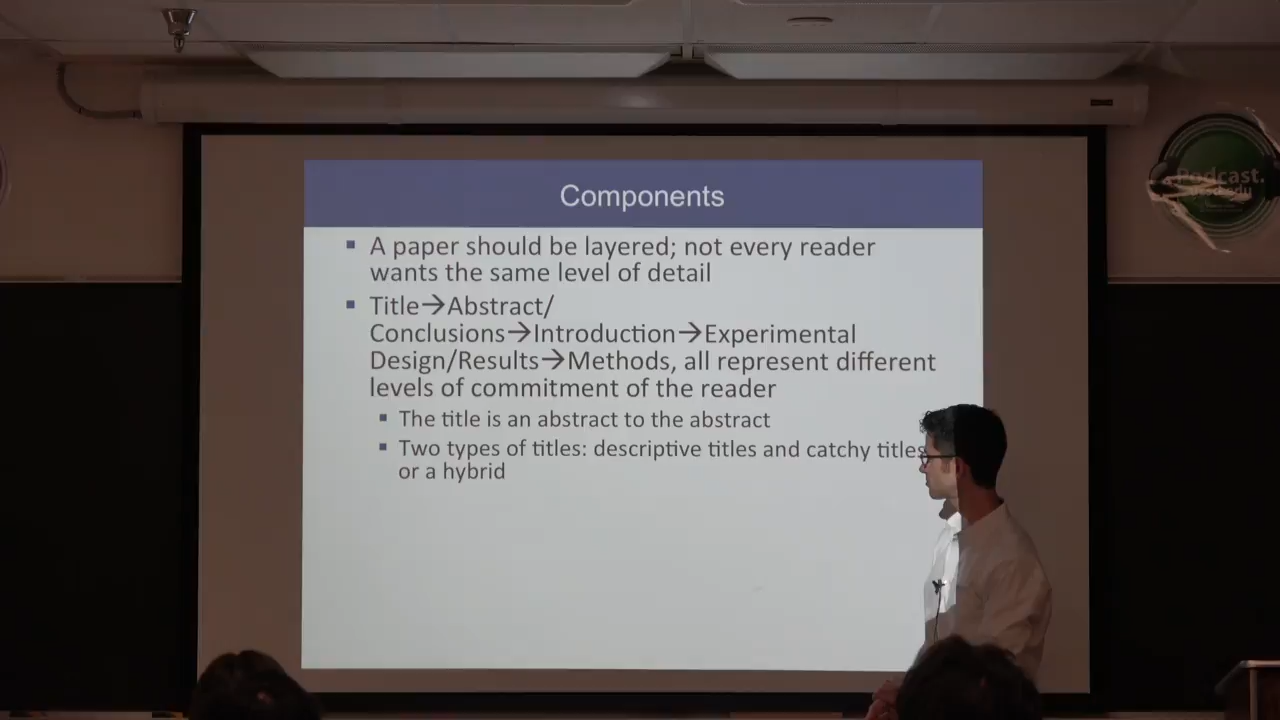 Components
▪ A paper should be layered; not every reader
wants the same level of detail
▪ Title→Abstract/
Conclusions→Introduction→Experimental
Design/Results→Methods, all represent different
levels of commitment of the reader
▪ The title is an abstract to the abstract
▪ Two types of titles: descriptive titles and catchy titles
or a hybrid
Podcast.